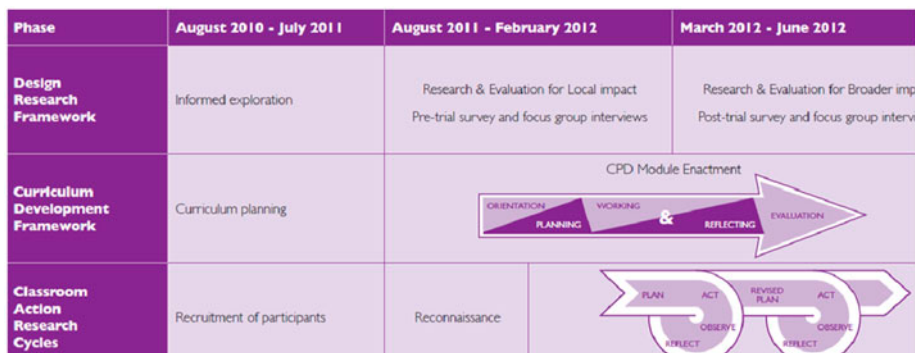 Phase
August 2010 - July 2011
August 2011 - February 2012
March 2012 - June 2012
Design
Research
Framework
Informed exploration
Research & Evaluation for Local impact
Pre-trial survey and focus group interviews
Research & Evaluation for Broader imp
Post-trial survey and focus group intervi
Curriculum
Development
Framework
Curriculum planning
CPD Module Enactment
ORIENTATION
PLANNING
WORKING
&
REFLECTING
EVALUATION
Classroom
Action
Research
Cycles
Recruitment of participants
Reconnaissance
PLAN
ACT
OBSERVE
REFLECT
REVISED
PLAN
ACT
OBSERVE
REFLECT